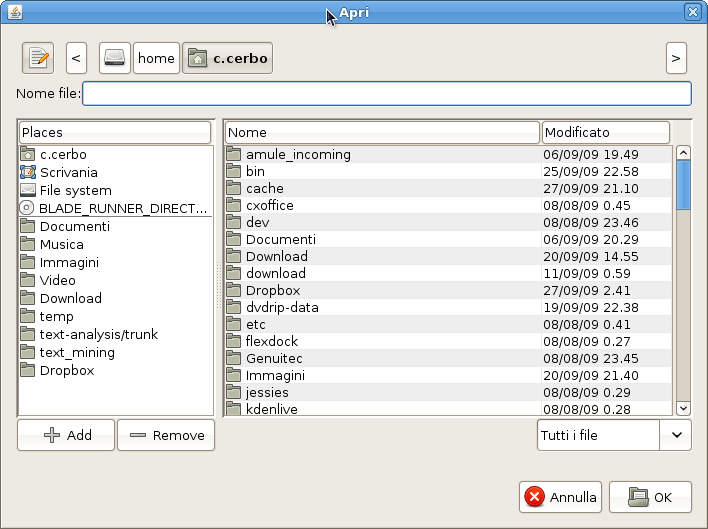 Apri
< home c.cerbo >
Nome file:
Places
c.cerbo
Scrivania
File system
BLADE_RUNNER_DIRECT...
Documenti
Musica
Immagini
Video
Download
temp
text-analysis/trunk
text_mining
Dropbox
Add Remove
Nome Modificato
amule_incoming 06/09/09 19.49
bin 25/09/09 22.58
cache 27/09/09 21.10
cxoffice 08/08/09 0.45
dev 08/08/09 23.46
Documenti 06/09/09 20.29
Download 20/09/09 14.55
download 11/09/09 0.59
Dropbox 27/09/09 2.41
dvdrip-data 19/09/09 22.38
etc 08/08/09 0.41
flexdock 08/08/09 0.27
Genuitec 08/08/09 23.45
Immagini 20/09/09 21.40
jessies 08/08/09 0.29
kdenlive 08/08/09 0.28
Tutti i file
Annulla OK